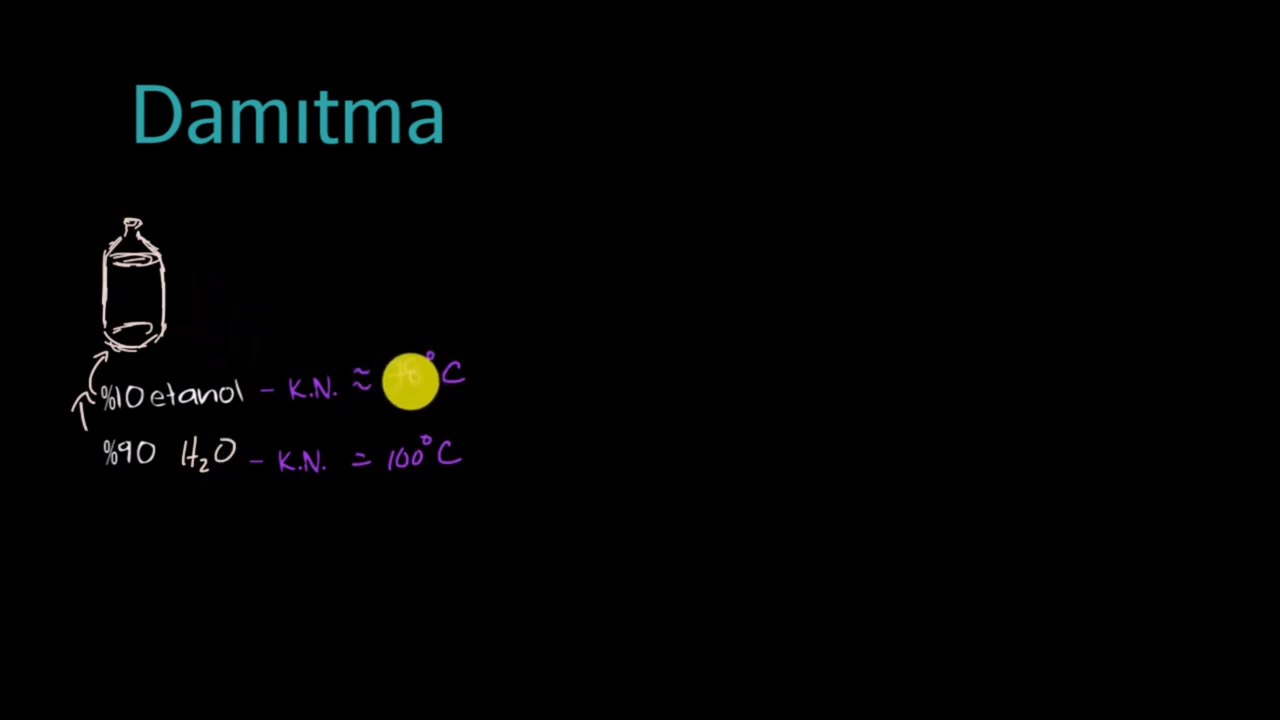 Damıtma
%10 etanol - K.N. ≈ °C
%90 H₂O - K.N. = 100°C